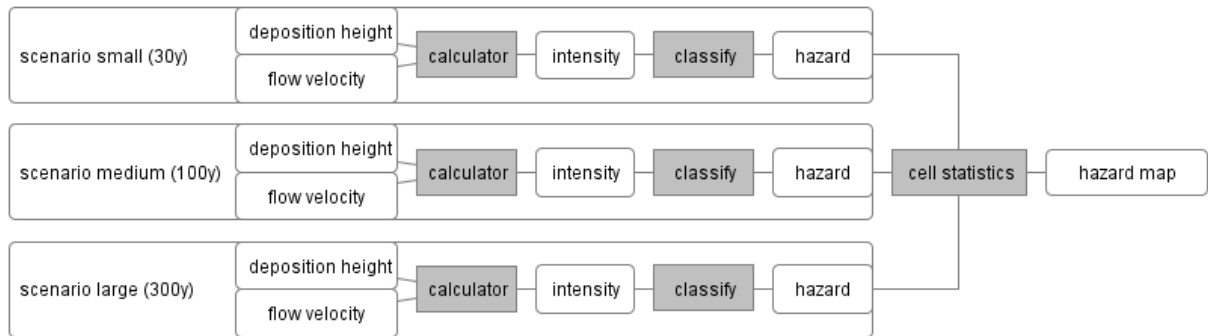 deposition height
scenario small (30y)
flow velocity
calculator
intensity
classify
hazard
deposition height
scenario medium (100y)
flow velocity
calculator
intensity
classify
hazard
cell statistics
hazard map
deposition height
scenario large (300y)
flow velocity
calculator
intensity
classify
hazard